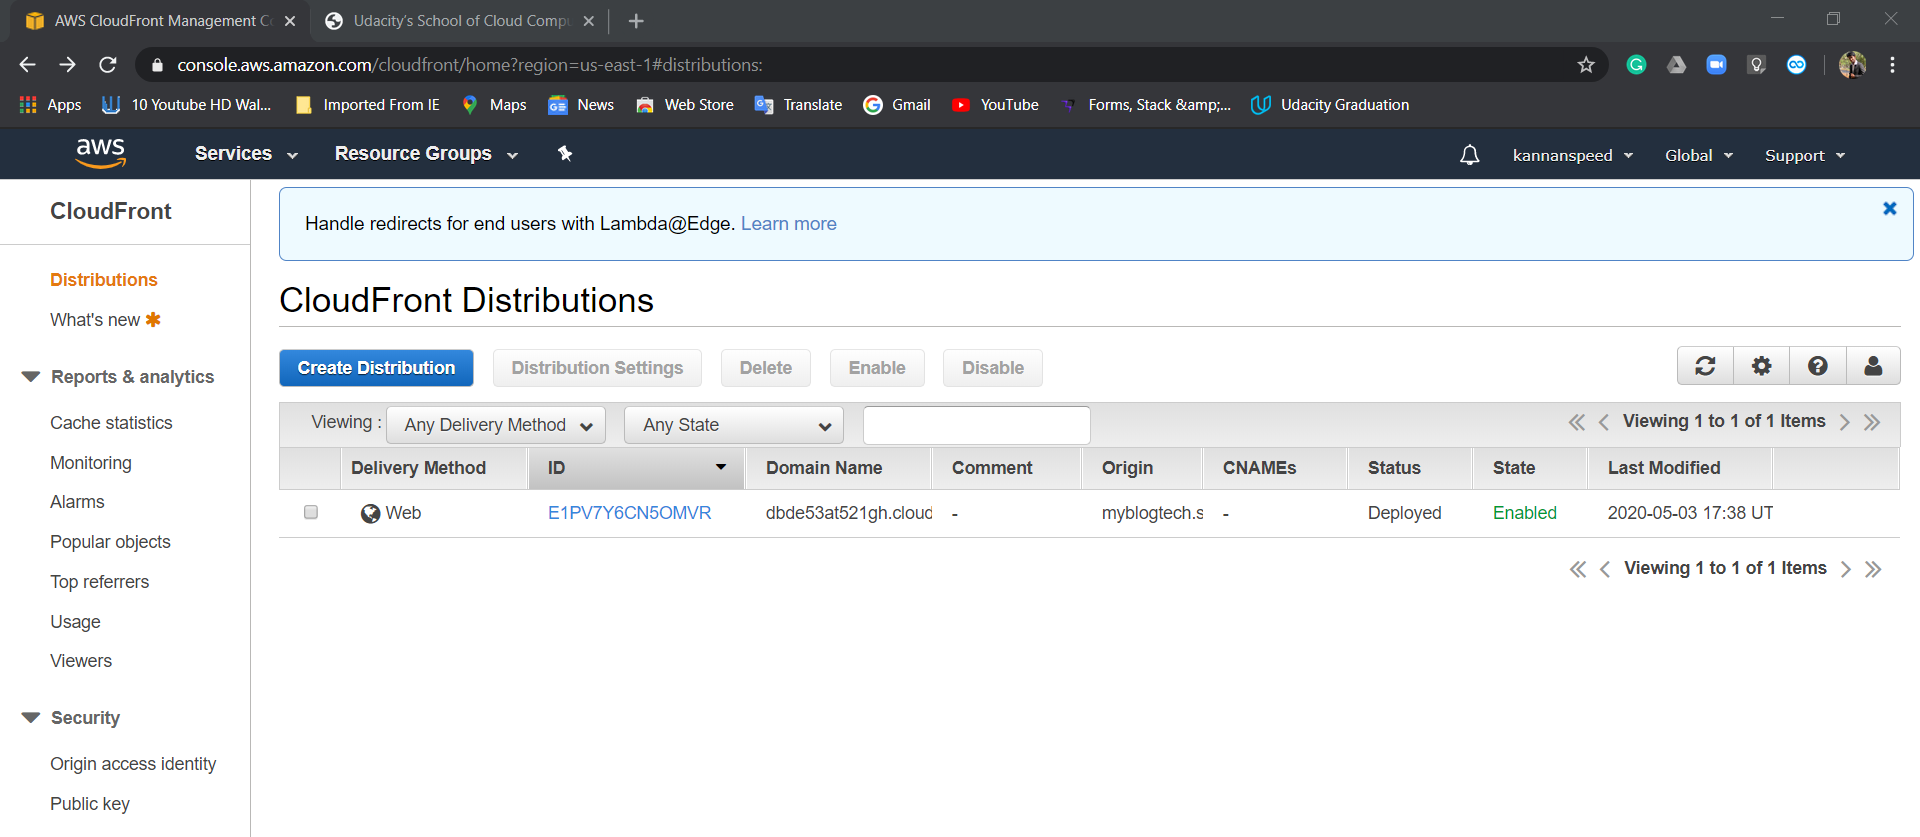 AWS CloudFront Management C
Udacity's School of Cloud Compu
console.aws.amazon.com/cloudfront/home?region=us-east-1#distributions:
Apps
10 Youtube HD Wal...
Imported From IE
Maps
News
Web Store
Translate
Gmail
YouTube
Forms, Stack &amp;...
Udacity Graduation
aws
Services
Resource Groups
kannanspeed
Global
Support
CloudFront
Handle redirects for end users with Lambda@Edge. Learn more
Distributions
What's new
CloudFront Distributions
Reports & analytics
Cache statistics
Monitoring
Alarms
Popular objects
Top referrers
Usage
Viewers
Security
Origin access identity
Public key
Create Distribution
Distribution Settings
Delete
Enable
Disable
Viewing :
Any Delivery Method
Any State
Viewing 1 to 1 of 1 Items
Delivery Method ID Domain Name Comment Origin CNAMEs Status State Last Modified
Web E1PV7Y6CN5OMVR dbde53at521gh.cloud - myblogtech.s - Deployed Enabled 2020-05-03 17:38 UT
Viewing 1 to 1 of 1 Items